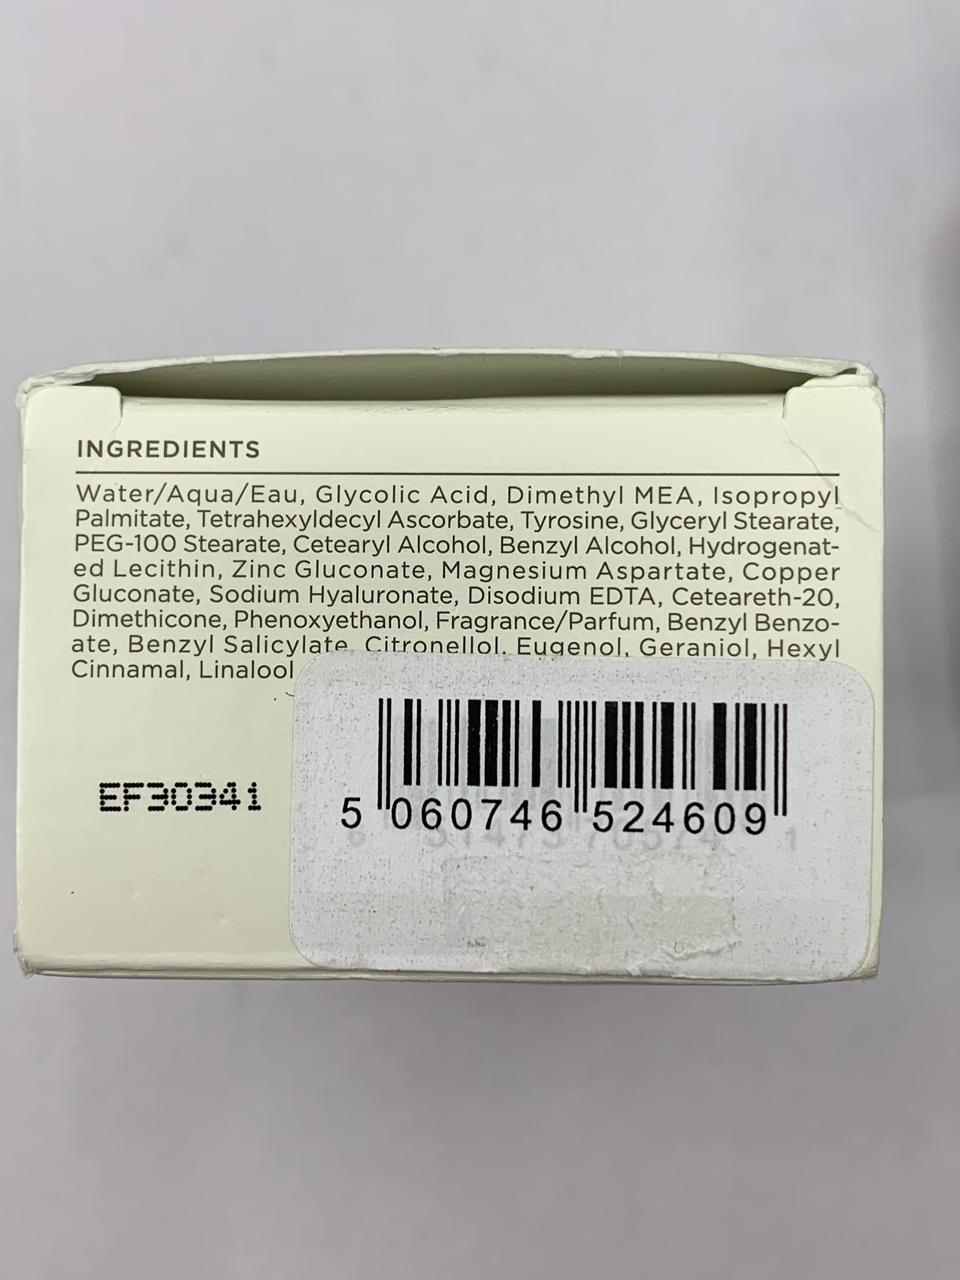 INGREDIENTS
Water/Aqua/Eau, Glycolic Acid, Dimethyl MEA, Isopropyl
Palmitate, Tetrahexyldecyl Ascorbate, Tyrosine, Glyceryl Stearate,
PEG-100 Stearate, Cetearyl Alcohol, Benzyl Alcohol, Hydrogenat-
ed Lecithin, Zinc Gluconate, Magnesium Aspartate, Copper
Gluconate, Sodium Hyaluronate, Disodium EDTA, Ceteareth-20,
Dimethicone, Phenoxyethanol, Fragrance/Parfum, Benzyl Benzo-
ate, Benzyl Salicylate, Citronellol, Eugenol, Geraniol, Hexyl
Cinnamal, Linalool
EF30341
5 060746 524609